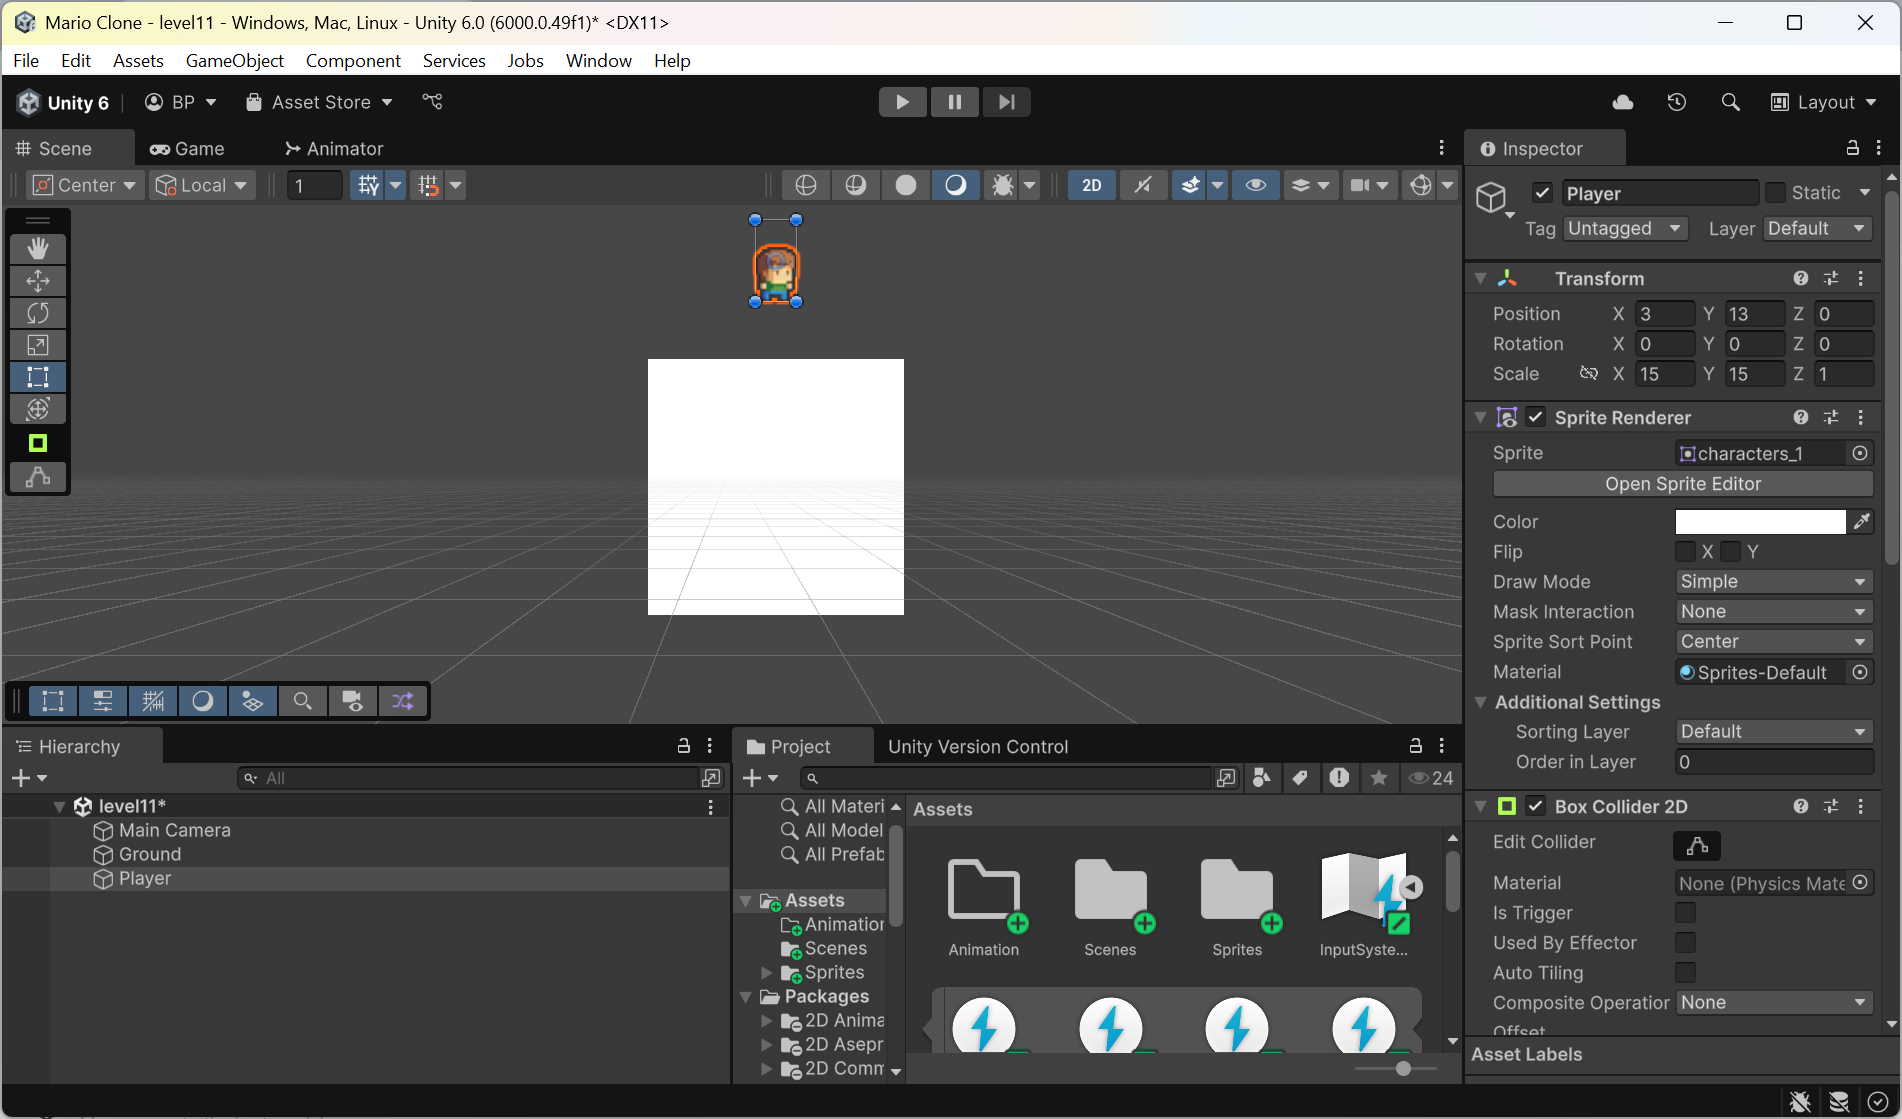 Mario Clone - level11 - Windows, Mac, Linux - Unity 6.0 (6000.0.49f1)* <DX11>
File Edit Assets GameObject Component Services Jobs Window Help
Unity 6 BP Asset Store Layout
Scene Game Animator
Center Local 1 2D
Hierarchy
All
level11*
Main Camera
Ground
Player
Project Unity Version Control
24
All Materi
All Model
All Prefab
Assets
Animation
Scenes
Sprites
Packages
2D Anima
2D Asepr
2D Comm
Assets
Animation Scenes Sprites InputSyste...
Inspector
Player Static
Tag Untagged Layer Default
Transform
Position X 3 Y 13 Z 0
Rotation X 0 Y 0 Z 0
Scale X 15 Y 15 Z 1
Sprite Renderer
Sprite characters_1
Open Sprite Editor
Color
Flip X Y
Draw Mode Simple
Mask Interaction None
Sprite Sort Point Center
Material Sprites-Default
Additional Settings
Sorting Layer Default
Order in Layer 0
Box Collider 2D
Edit Collider
Material None (Physics Mate
Is Trigger
Used By Effector
Auto Tiling
Composite Operation None
Offset
Asset Labels